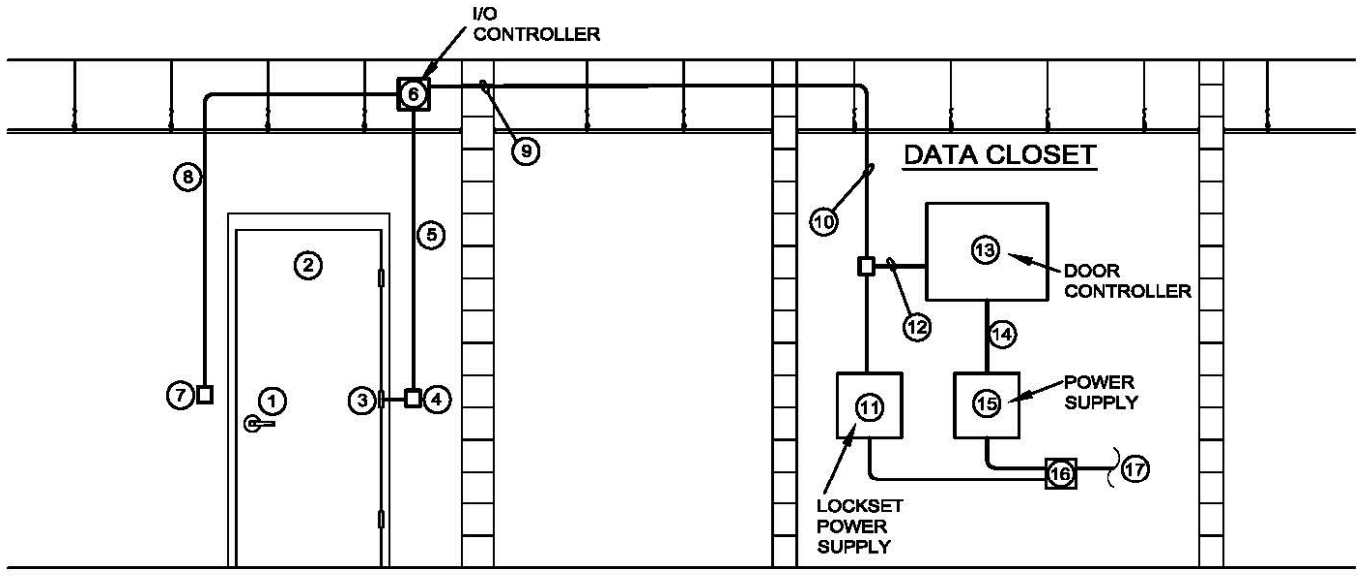 I/O
CONTROLLER
6
9
8
DATA CLOSET
10
5
2
13
DOOR
CONTROLLER
12
14
7
1
3
4
11
15
POWER
SUPPLY
16
17
LOCKSET
POWER
SUPPLY